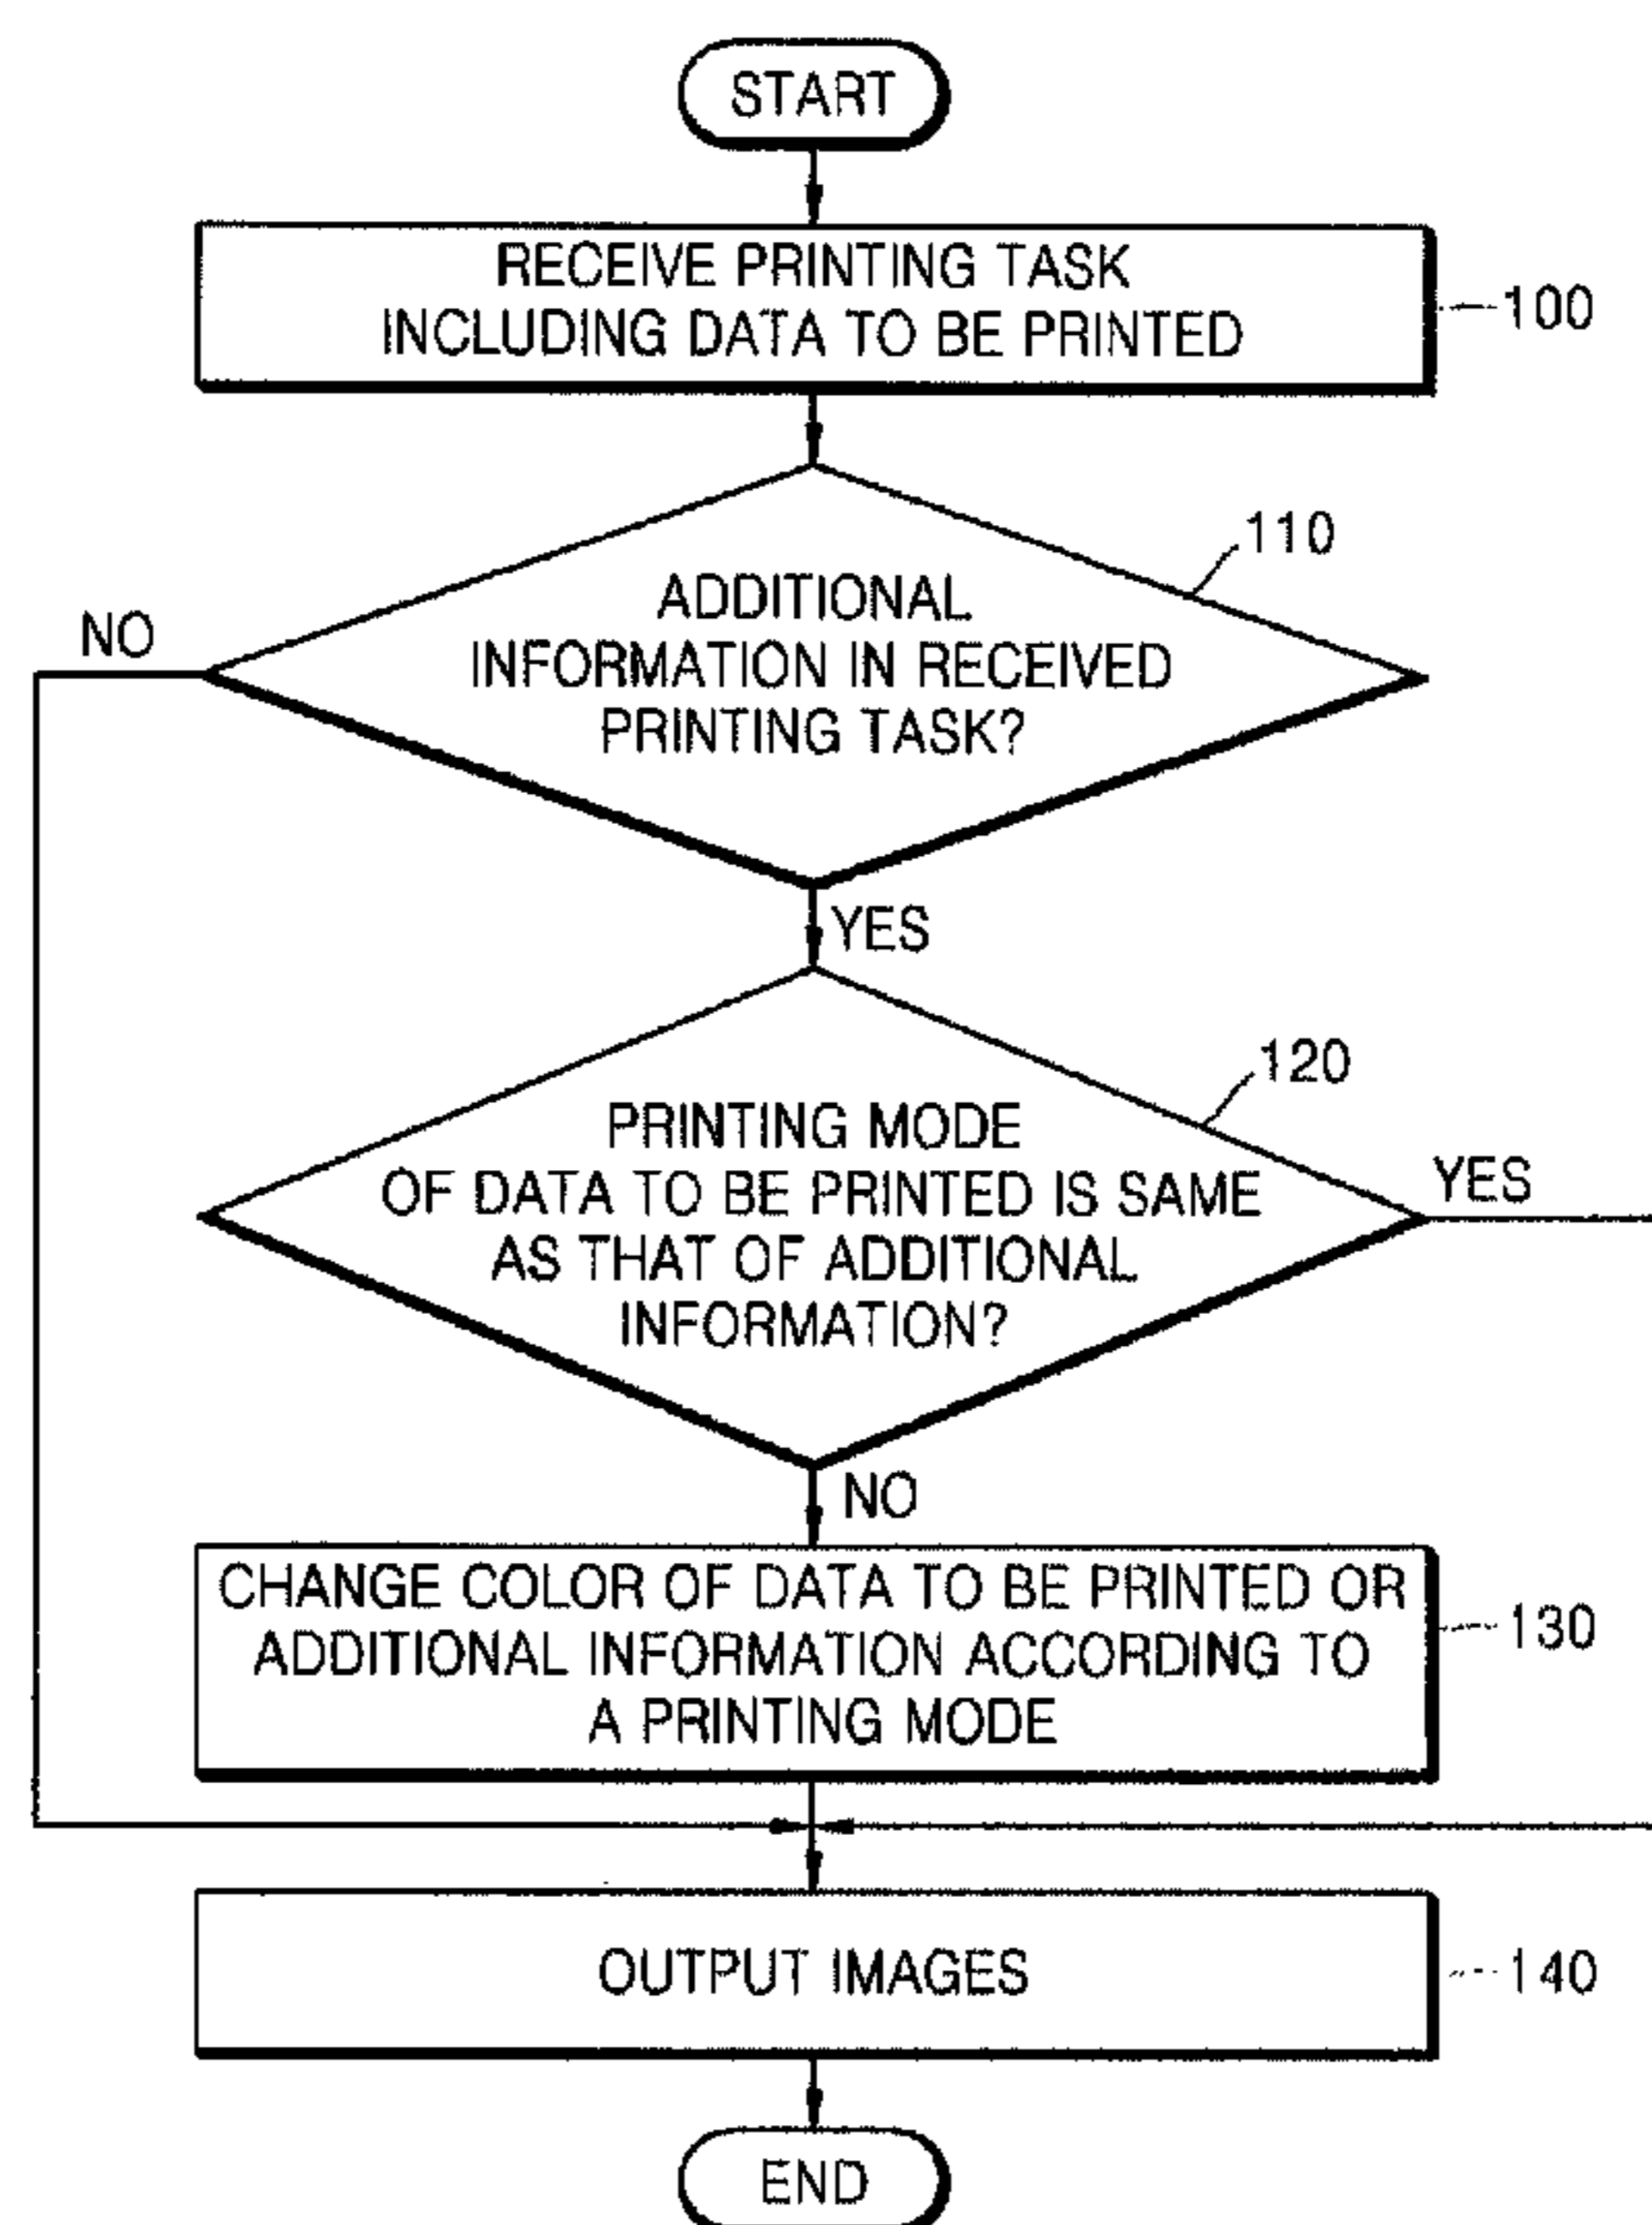 START
RECEIVE PRINTING TASK
INCLUDING DATA TO BE PRINTED
100
110
ADDITIONAL
INFORMATION IN RECEIVED
PRINTING TASK?
NO
YES
120
PRINTING MODE
OF DATA TO BE PRINTED IS SAME
AS THAT OF ADDITIONAL
INFORMATION?
YES
NO
CHANGE COLOR OF DATA TO BE PRINTED OR
ADDITIONAL INFORMATION ACCORDING TO
A PRINTING MODE
130
OUTPUT IMAGES
140
END